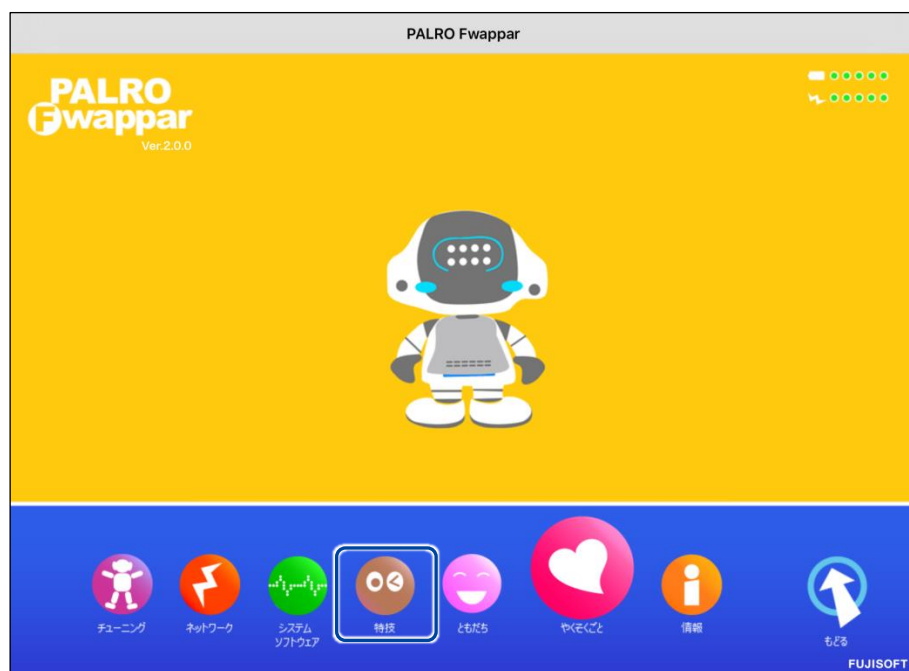 PALRO Fwappar
PALRO
Fwappar
Ver.2.0.0
チューニング
ネットワーク
システム
ソフトウェア
特技
ともだち
やくそくごと
情報
もどる
FUJISOFT